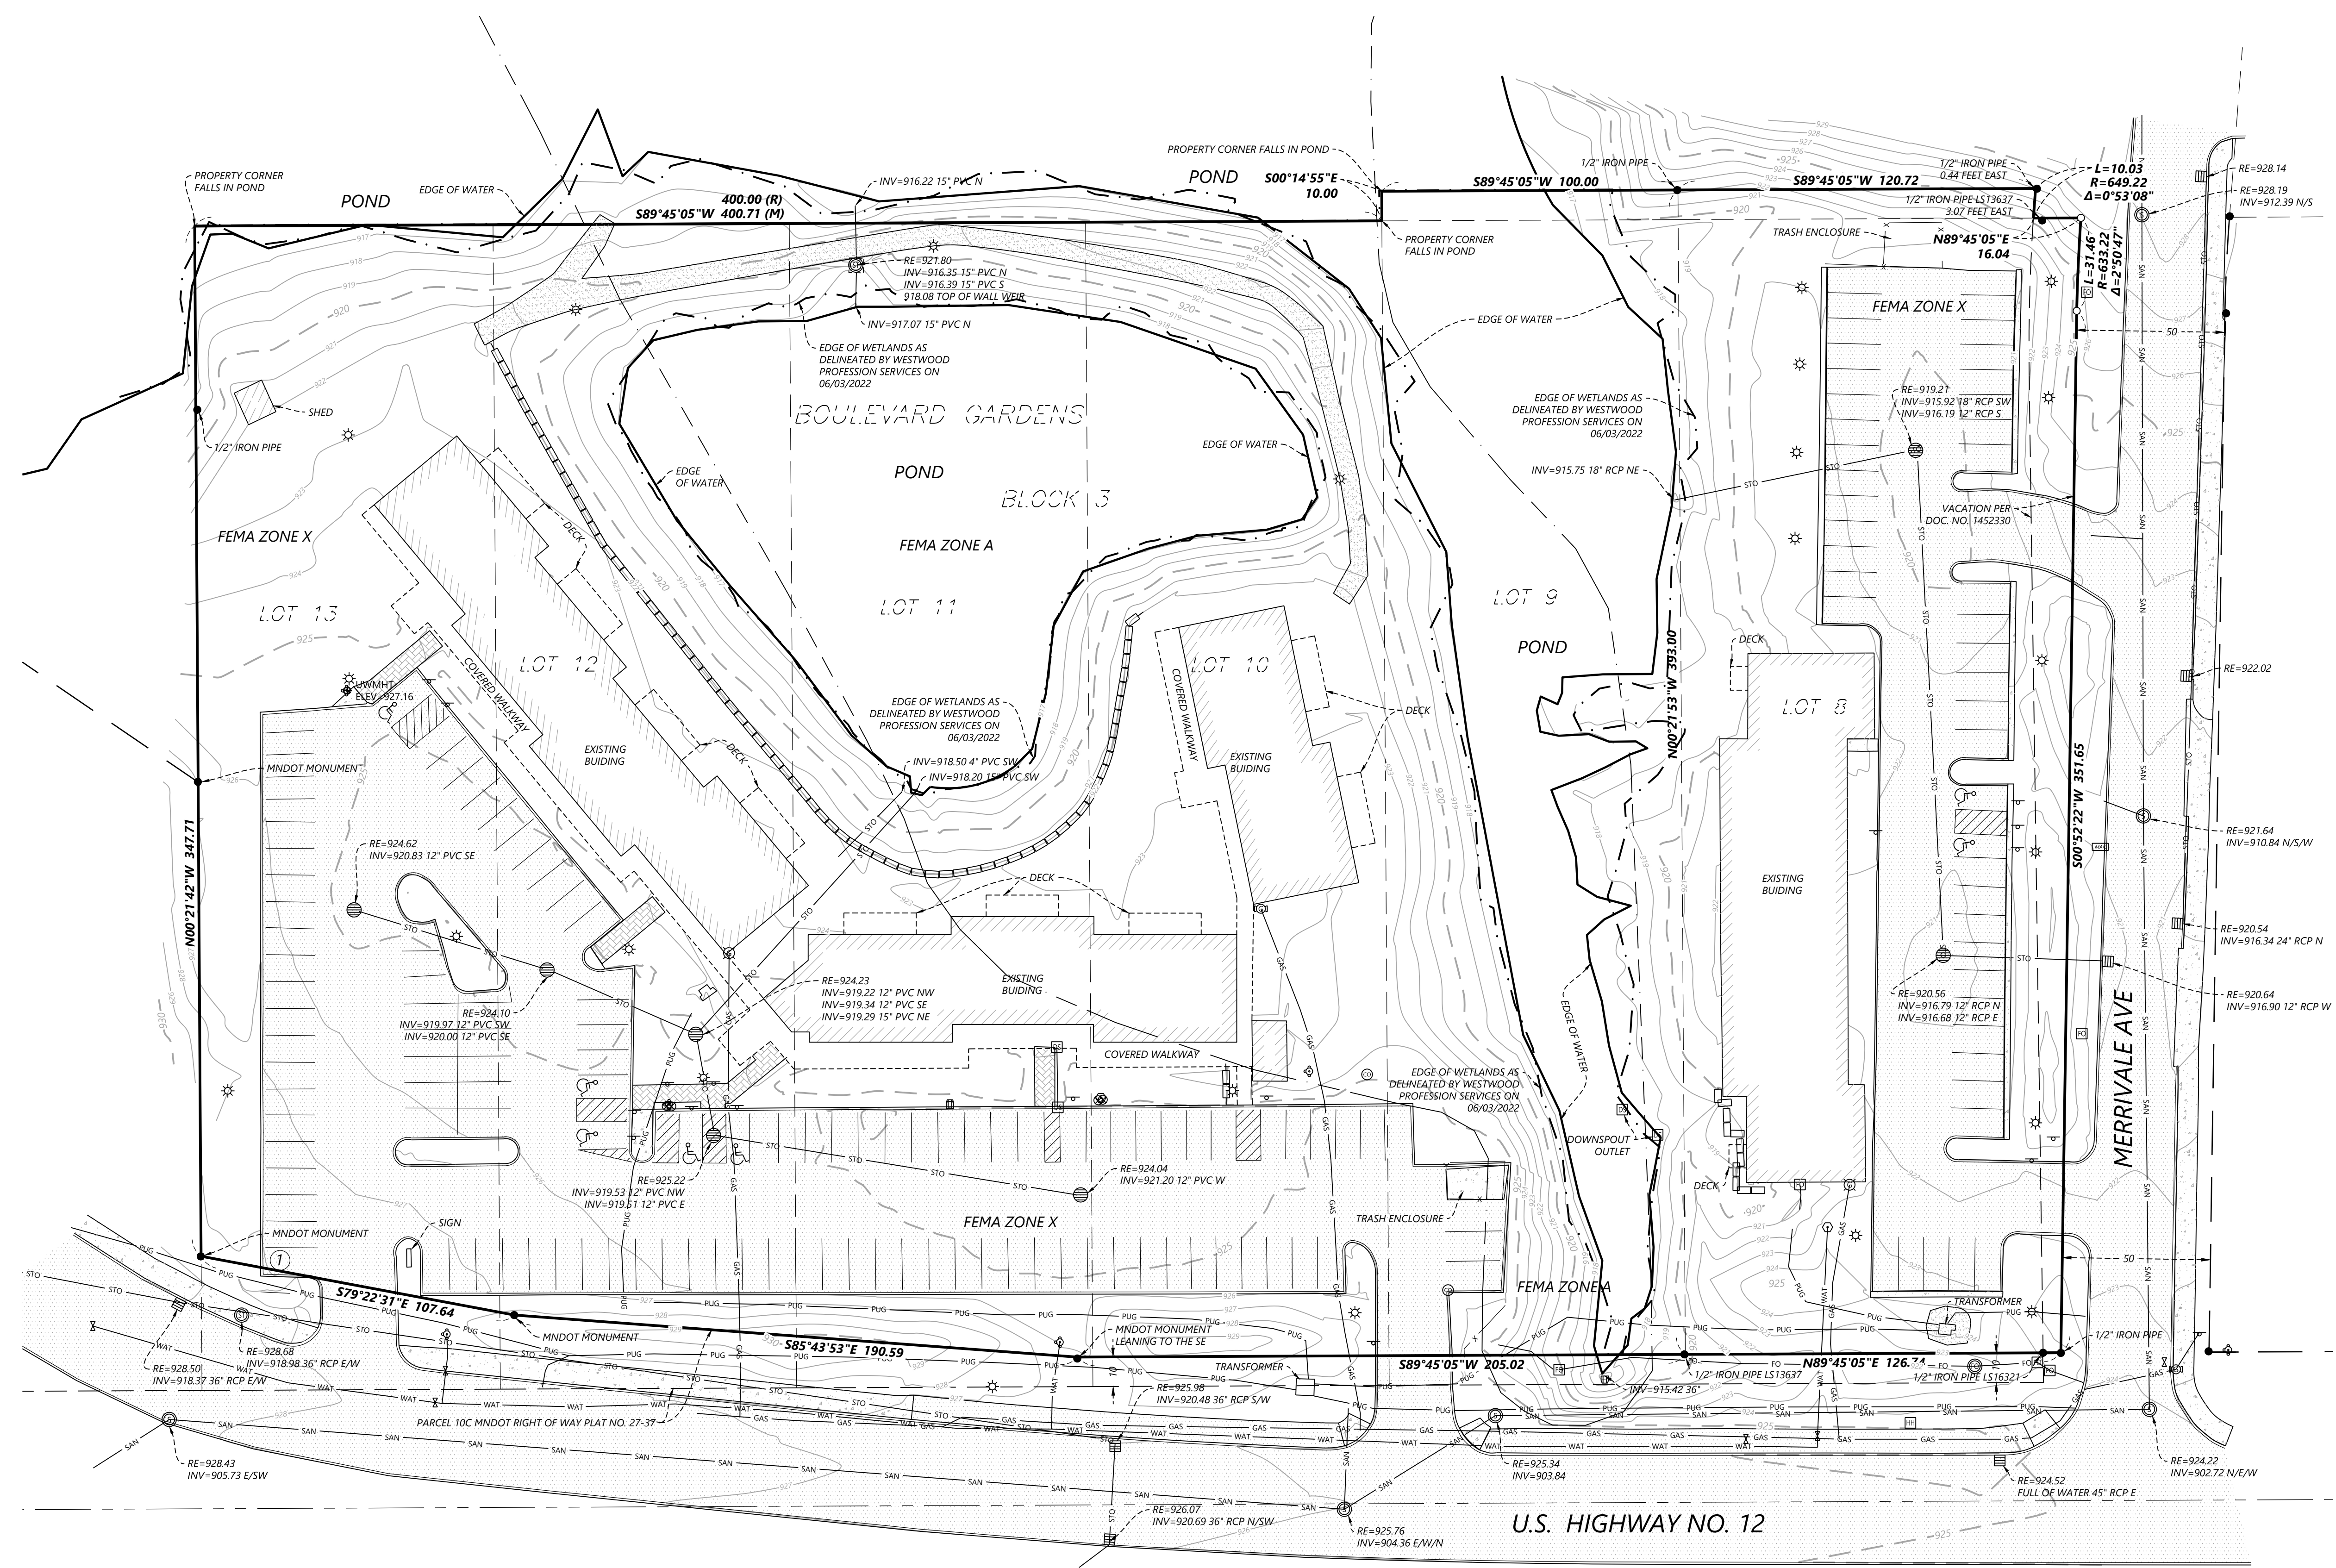 PROPERTY CORNER
FALLS IN POND
POND
EDGE OF WATER
400.00 (R)
S89°45'05"W  400.71 (M)
INV=916.22 15" PVC N
POND
PROPERTY CORNER FALLS IN POND
S00°14'55"E
10.00
S89°45'05"W  100.00
1/2" IRON PIPE
S89°45'05"W  120.72
1/2" IRON PIPE
0.44 FEET EAST
L=10.03
R=649.22
Δ=0°53'08"
1/2" IRON PIPE LS13637
3.07 FEET EAST
TRASH ENCLOSURE
N89°45'05"E
16.04
L=31.46
R=633.22
Δ=2°50'47"
RE=928.14
RE=928.19
INV=912.39 N/S
PROPERTY CORNER
FALLS IN POND
RE=921.80
INV=916.35 15" PVC N
INV=916.39 15" PVC S
918.08 TOP OF WALL WEIR
INV=917.07 15" PVC N
EDGE OF WETLANDS AS
DELINEATED BY WESTWOOD
PROFESSION SERVICES ON
06/03/2022
EDGE OF WATER
FEMA ZONE X
50
SHED
1/2" IRON PIPE
BOULEVARD GARDENS
POND
BLOCK 3
FEMA ZONE A
LOT 11
EDGE
OF WATER
EDGE OF WATER
EDGE OF WETLANDS AS
DELINEATED BY WESTWOOD
PROFESSION SERVICES ON
06/03/2022
INV=915.75 18" RCP NE
RE=919.21
INV=915.92 18" RCP SW
INV=916.19 12" RCP S
VACATION PER
DOC. NO. 1452330
FEMA ZONE X
LOT 13
DECK
LOT 12
LOT 10
LOT 9
POND
LOT 8
DECK
N00°21'53"W  393.00
S00°52'22"W  351.65
RE=922.02
COVERED WALKWAY
UWMHT
ELEV=927.16
EXISTING
BUIDING
DECK
EDGE OF WETLANDS AS
DELINEATED BY WESTWOOD
PROFESSION SERVICES ON
06/03/2022
INV=918.50 4" PVC SW
INV=918.20 15" PVC SW
COVERED WALKWAY
DECK
EXISTING
BUIDING
MNDOT MONUMENT
N00°21'42"W  347.71
RE=924.62
INV=920.83 12" PVC SE
DECK
EXISTING
BUIDING
RE=921.64
INV=910.84 N/S/W
RE=920.54
INV=916.34 24" RCP N
RE=924.10
INV=919.97 12" PVC SW
INV=920.00 12" PVC SE
RE=924.23
INV=919.22 12" PVC NW
INV=919.34 12" PVC SE
INV=919.29 15" PVC NE
EXISTING
BUIDING
COVERED WALKWAY
EDGE OF WATER
RE=920.56
INV=916.79 12" RCP N
INV=916.68 12" RCP E
RE=920.64
INV=916.90 12" RCP W
MERRIVALE AVE
EDGE OF WETLANDS AS
DELINEATED BY WESTWOOD
PROFESSION SERVICES ON
06/03/2022
DOWNSPOUT
OUTLET
DECK
RE=925.22
INV=919.53 12" PVC NW
INV=919.51 12" PVC E
RE=924.04
INV=921.20 12" PVC W
FEMA ZONE X
TRASH ENCLOSURE
MNDOT MONUMENT
SIGN
1
50
FEMA ZONE A
TRANSFORMER
S79°22'31"E  107.64
MNDOT MONUMENT
S85°43'53"E  190.59
MNDOT MONUMENT
LEANING TO THE SE
TRANSFORMER
S89°45'05"W  205.02
N89°45'05"E  126.74
1/2" IRON PIPE
1/2" IRON PIPE LS13637
1/2" IRON PIPE LS16321
INV=915.42 36"
10
10
RE=928.50
INV=918.37 36" RCP E/W
RE=928.68
INV=918.98 36" RCP E/W
RE=925.98
INV=920.48 36" RCP S/W
PARCEL 10C MNDOT RIGHT OF WAY PLAT NO. 27-37
RE=928.43
INV=905.73 E/SW
RE=925.34
INV=903.84
RE=924.22
INV=902.72 N/E/W
RE=924.52
FULL OF WATER 45" RCP E
RE=926.07
INV=920.69 36" RCP N/SW
RE=925.76
INV=904.36 E/W/N
U.S.  HIGHWAY NO. 12